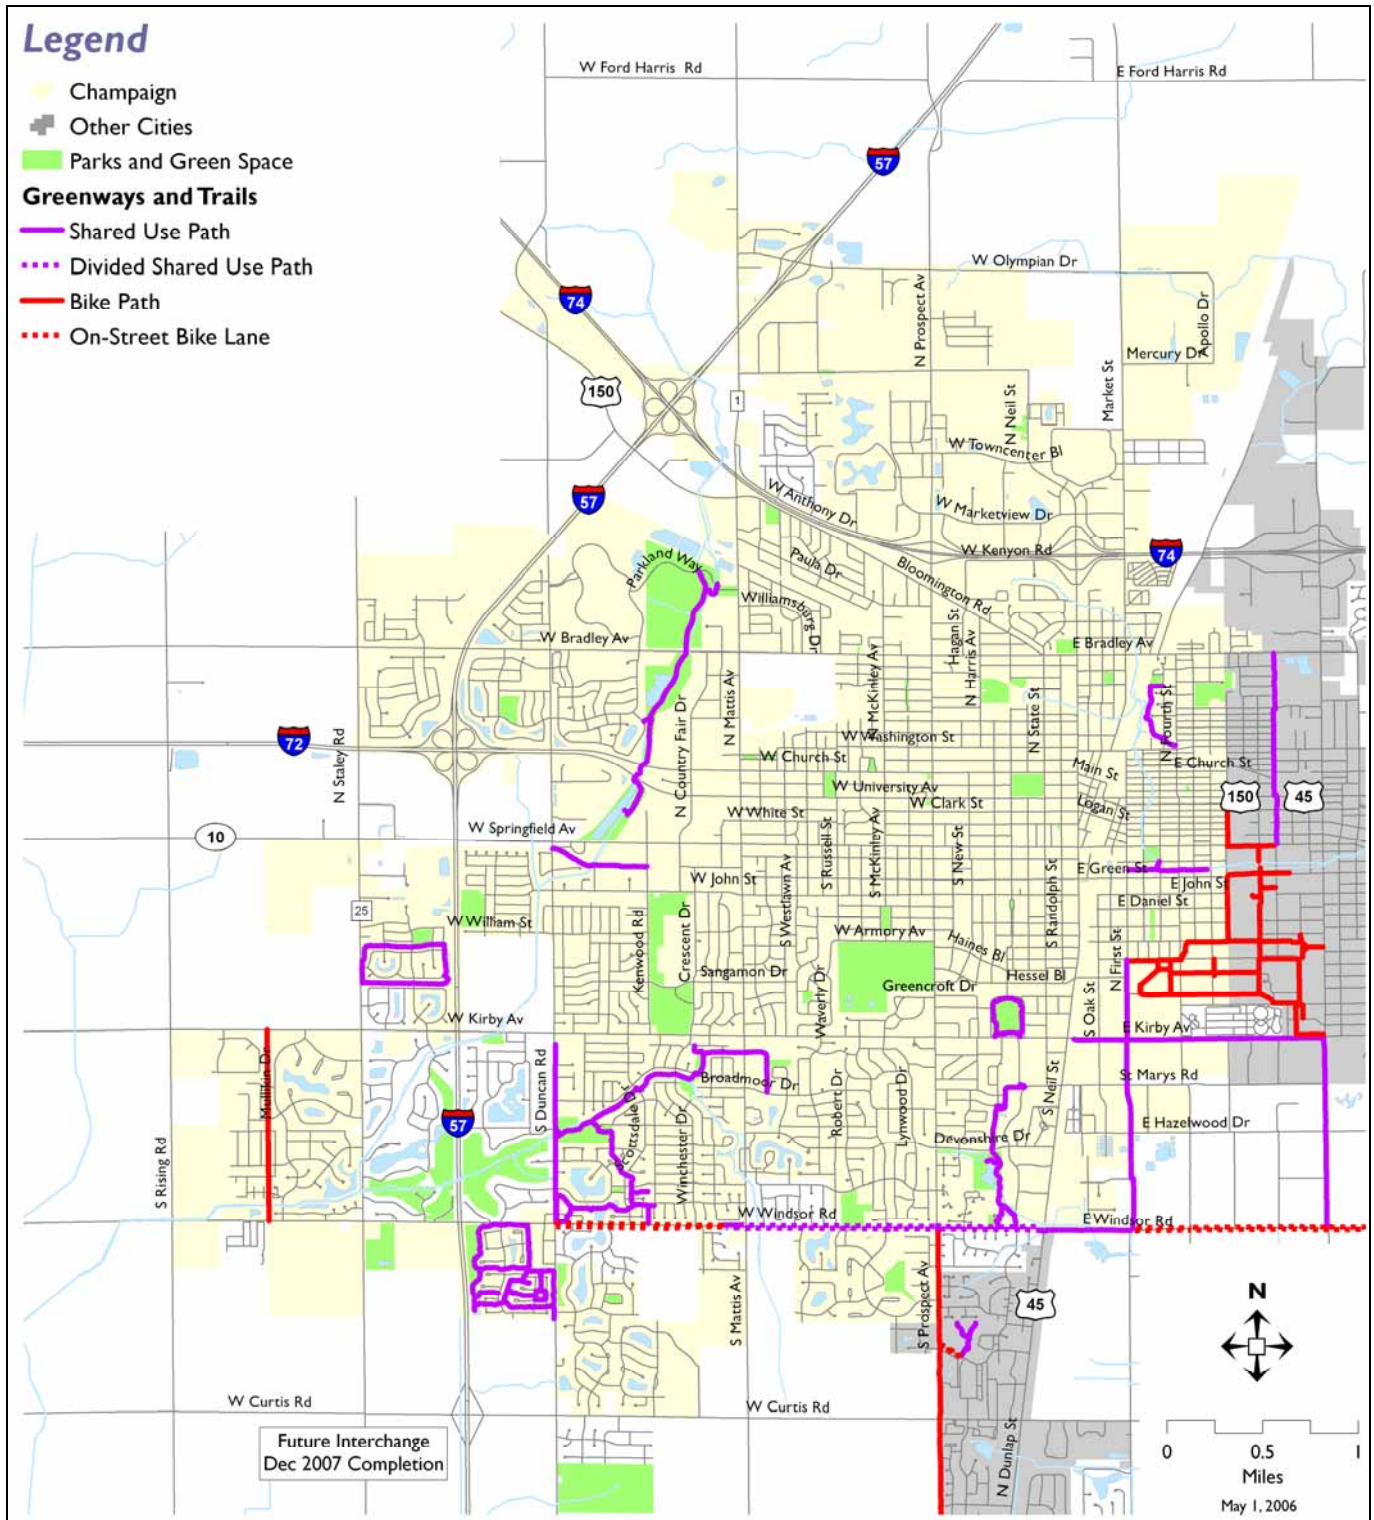 Legend
Champaign
Other Cities
Parks and Green Space
Greenways and Trails
Shared Use Path
Divided Shared Use Path
Bike Path
On-Street Bike Lane
W Ford Harris Rd
E Ford Harris Rd
57
W Olympian Dr
74
N Prospect Av
Apollo Dr
Mercury Dr
150
1
Market St
N Neil St
W Towncenter Bl
57
W Anthony Dr
W Marketview Dr
W Kenyon Rd
74
Parkland Way
Paula Dr
Bloomington Rd
Williamsburg Dr
W Bradley Av
Hagan St
N Harris Av
E Bradley Av
N McKinley Av
N Mattis Av
N Country Fair Dr
N State St
N Fourth St
72
N Staley Rd
W Washington St
W Church St
E Church St
Main St
W University Av
W Clark St
Logan St
150
45
W White St
10
W Springfield Av
S Russell St
S McKinley Av
S New St
S Westlawn Av
S Randolph St
E Green St
W John St
E John St
E Daniel St
25
W William St
Kenwood Rd
Crescent Dr
W Armory Av
Haines Bl
N First St
Sangamon Dr
Hessel Bl
Greencroft Dr
Waverly Dr
S Oak St
W Kirby Av
E Kirby Av
Mullikin Dr
S Duncan Rd
Broadmoor Dr
St Marys Rd
S Neil St
57
Scottsdale Dr
Winchester Dr
Robert Dr
Lynwood Dr
E Hazelwood Dr
Devonshire Dr
S Rising Rd
W Windsor Rd
E Windsor Rd
S Mattis Av
S Prospect Av
45
N
W Curtis Rd
W Curtis Rd
Future Interchange
Dec 2007 Completion
N Dunlap St
0 0.5 1
Miles
May 1, 2006